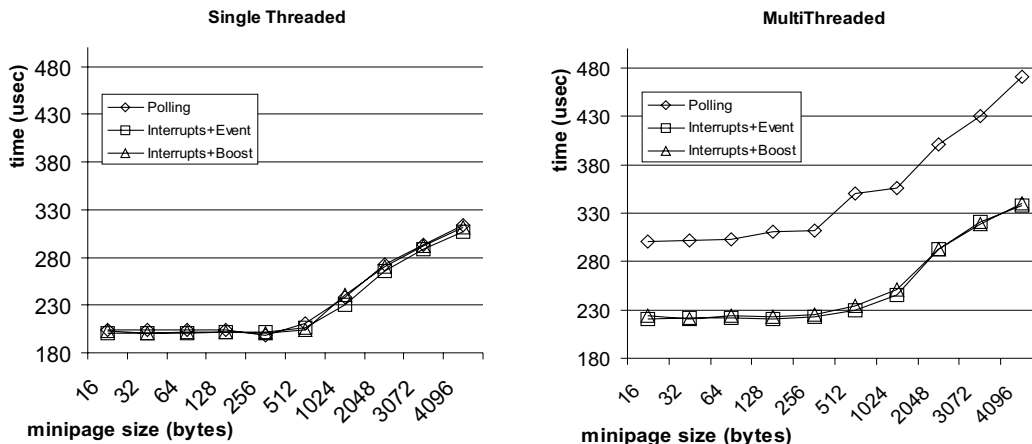 Single Threaded
time (usec)
480
430
380
330
280
230
180
Polling
Interrupts+Event
Interrupts+Boost
16
32
64
128
256
512
1024
2048
3072
4096
minipage size (bytes)
MultiThreaded
time (usec)
480
430
380
330
280
230
180
Polling
Interrupts+Event
Interrupts+Boost
16
32
64
128
256
512
1024
2048
3072
4096
minipage size (bytes)